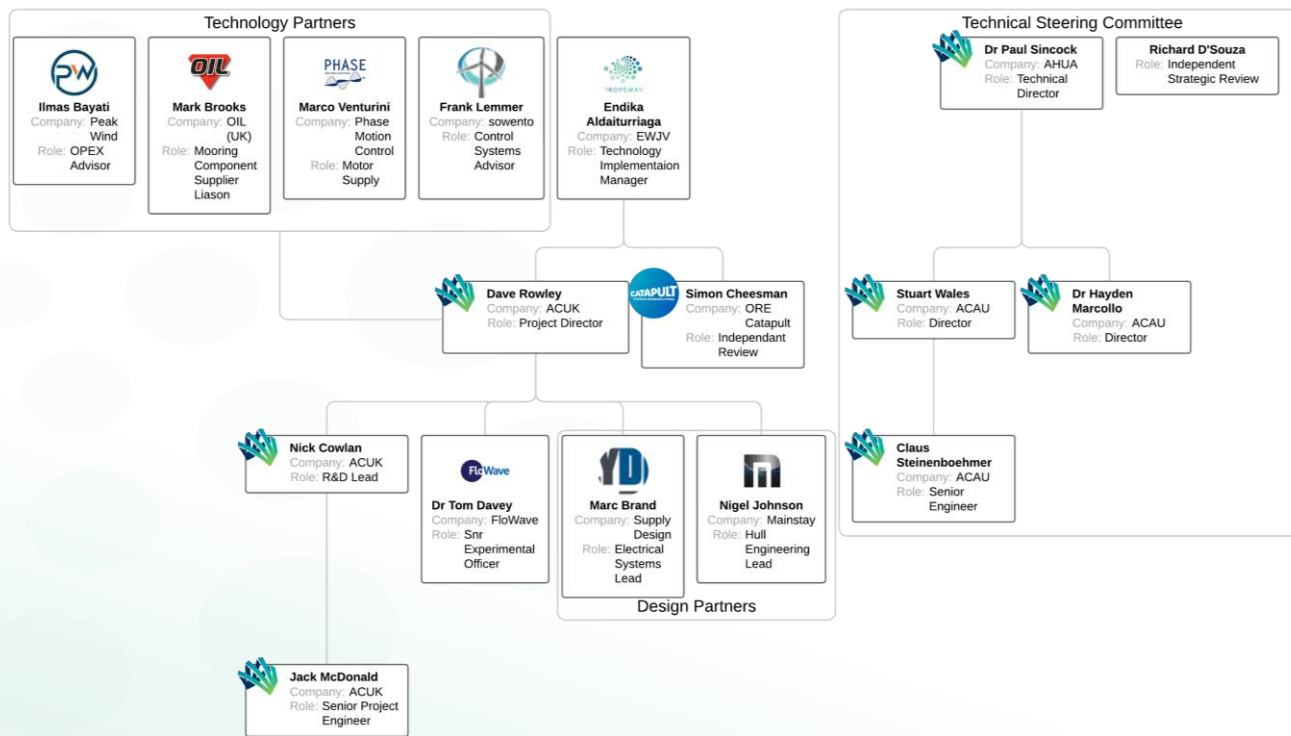 Technology Partners
PW
Ilmas Bayati
Company: Peak
Wind
Role: OPEX
Advisor
OIL
Mark Brooks
Company: OIL
(UK)
Role: Mooring
Component
Supplier
Liason
PHASE
Marco Venturini
Company: Phase
Motion
Control
Role: Motor
Supply
Frank Lemmer
Company: sowento
Role: Control
Systems
Advisor
Endika
Aldaiturriaga
Company: EWJV
Role: Technology
Implementaion
Manager
Technical Steering Committee
Dr Paul Sincock
Company: AHUA
Role: Technical
Director
Richard D'Souza
Role: Independent
Strategic Review
Dave Rowley
Company: ACUK
Role: Project Director
CATAPULT
Simon Cheesman
Company: ORE
Catapult
Role: Independant
Review
Stuart Wales
Company: ACAU
Role: Director
Dr Hayden
Marcollo
Company: ACAU
Role: Director
Nick Cowlan
Company: ACUK
Role: R&D Lead
FloWave
Dr Tom Davey
Company: FloWave
Role: Snr
Experimental
Officer
YD
Marc Brand
Company: Supply
Design
Role: Electrical
Systems
Lead
Nigel Johnson
Company: Mainstay
Role: Hull
Engineering
Lead
Design Partners
Claus
Steinenboehmer
Company: ACAU
Role: Senior
Engineer
Jack McDonald
Company: ACUK
Role: Senior Project
Engineer